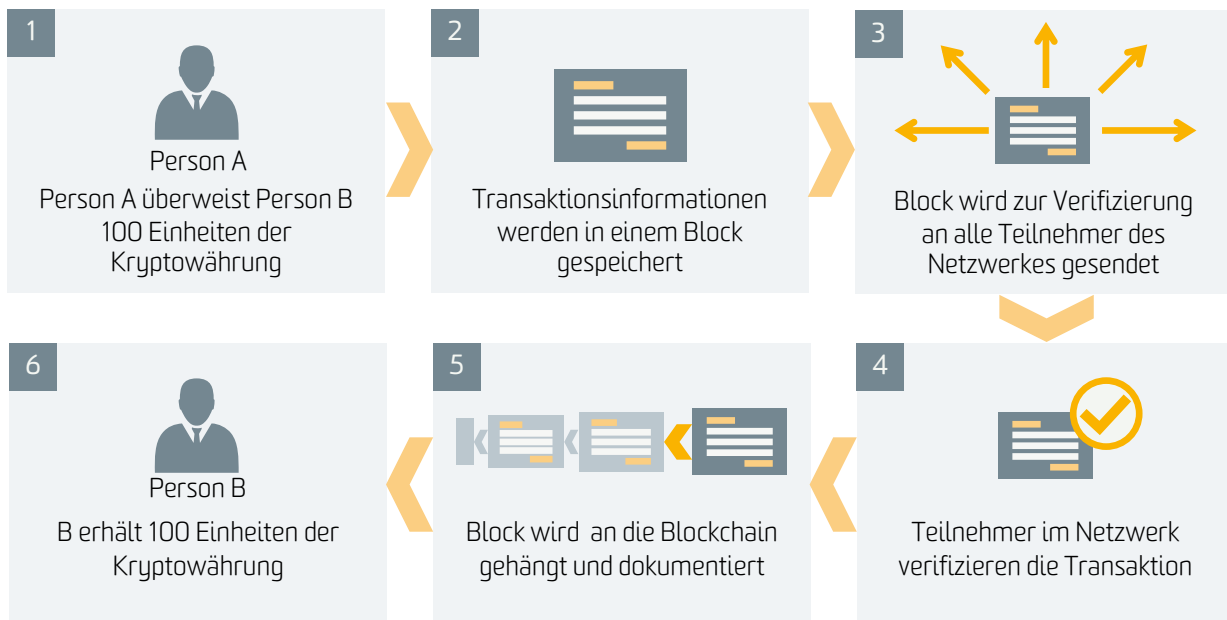 1
Person A
Person A überweist Person B
100 Einheiten der
Kryptowährung
2
Transaktionsinformationen
werden in einem Block
gespeichert
3
Block wird zur Verifizierung
an alle Teilnehmer des
Netzwerkes gesendet
4
Teilnehmer im Netzwerk
verifizieren die Transaktion
5
Block wird an die Blockchain
gehängt und dokumentiert
6
Person B
B erhält 100 Einheiten der
Kryptowährung